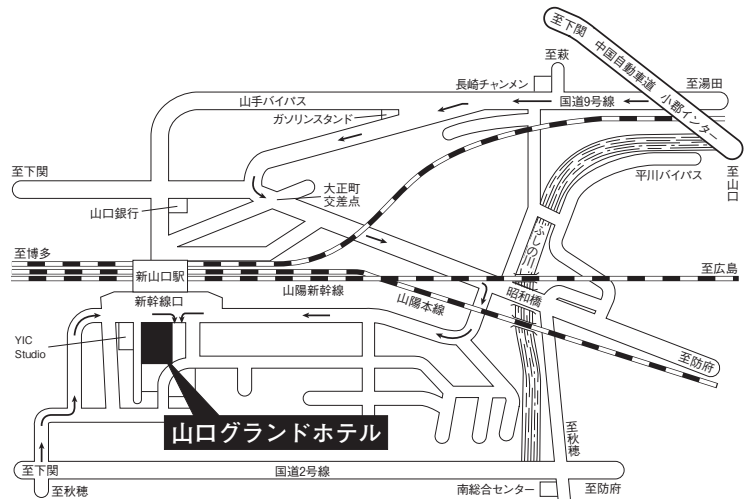 至下関
中国自動車道
小郡インター
至萩
長崎チャンメン
至湯田
山手バイパス
国道9号線
ガソリンスタンド
至下関
大正町
交差点
平川バイパス
至山口
山口銀行
ふしの川
至博多
新山口駅
至広島
山陽新幹線
昭和橋
新幹線口
山陽本線
YIC
Studio
至防府
山口グランドホテル
至秋穂
至下関
国道2号線
至秋穂
南総合センター
至防府